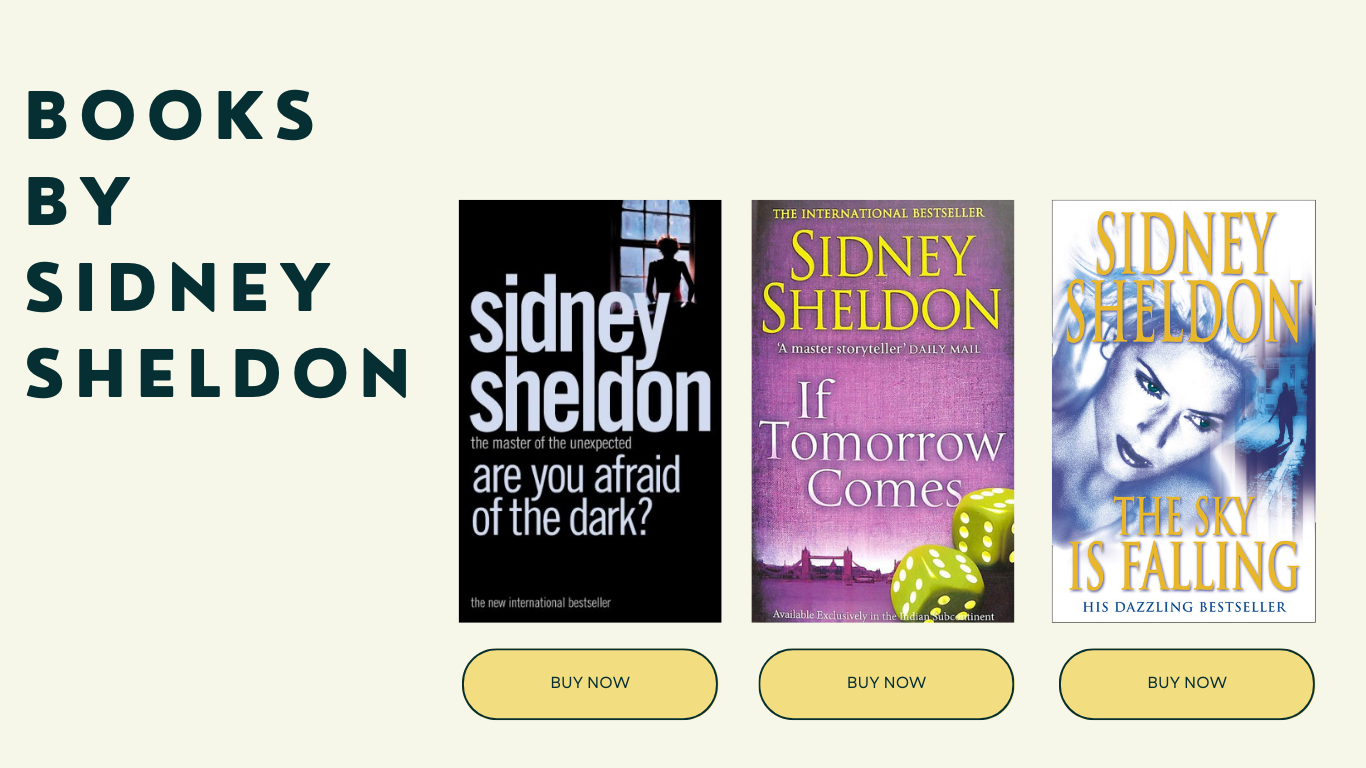 BOOKS
BY
SIDNEY
SHELDON
sidney
sheldon
the master of the unexpected
are you afraid
of the dark?
the new international bestseller
BUY NOW
THE INTERNATIONAL BESTSELLER
SIDNEY
SHELDON
'A master storyteller' DAILY MAIL
If
Tomorrow
Comes
Available Exclusively in the Indian Subcontinent
BUY NOW
SIDNEY
SHELDON
THE SKY
IS FALLING
HIS DAZZLING BESTSELLER
BUY NOW